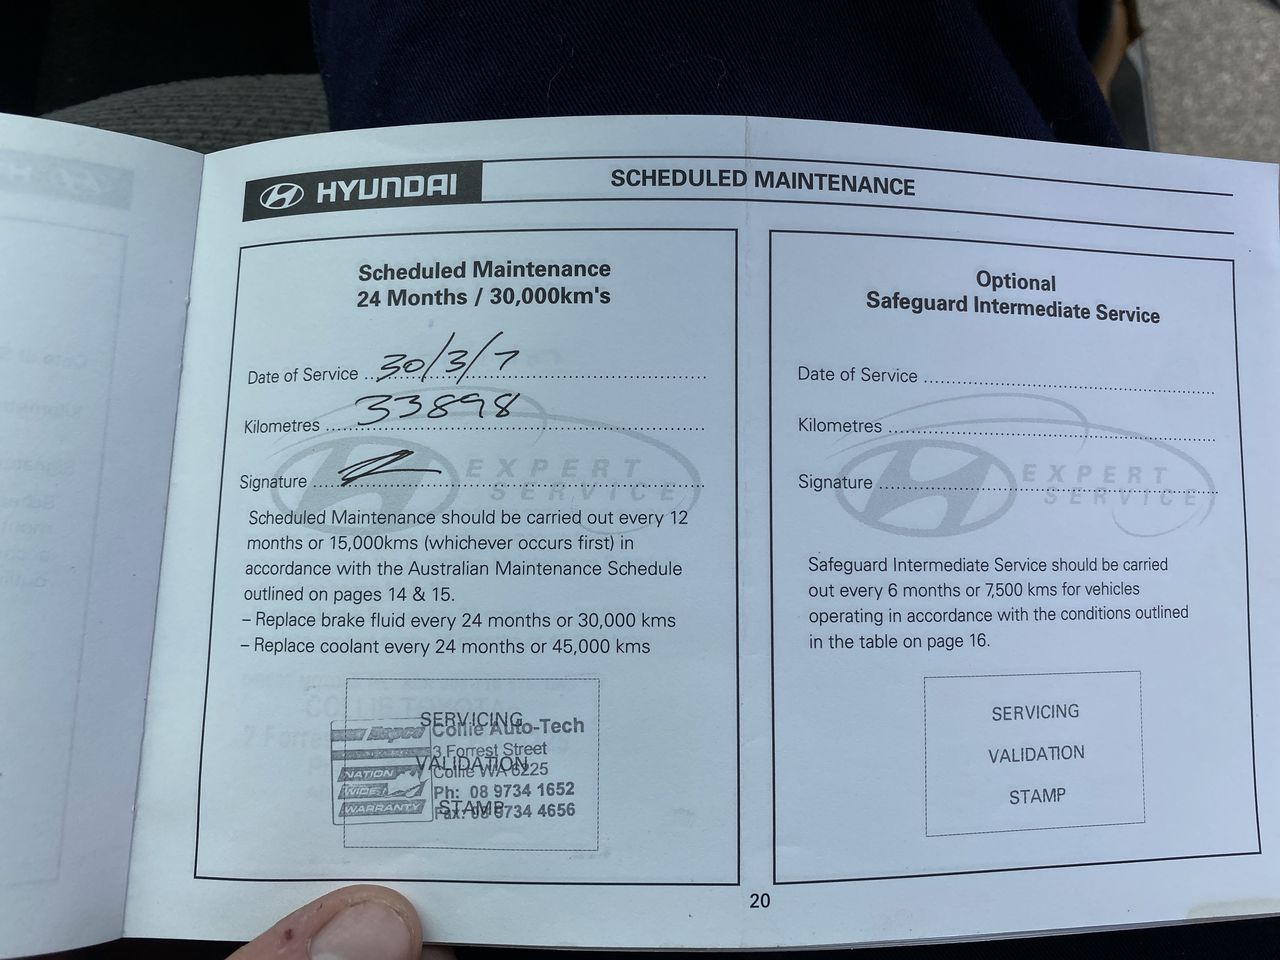 HYUNDAI
SCHEDULED MAINTENANCE
Scheduled Maintenance
24 Months / 30,000km's
Date of Service 30/3/7
Kilometres 33898
Signature
EXPERT
SERVICE
Scheduled Maintenance should be carried out every 12
months or 15,000kms (whichever occurs first) in
accordance with the Australian Maintenance Schedule
outlined on pages 14 & 15.
– Replace brake fluid every 24 months or 30,000 kms
– Replace coolant every 24 months or 45,000 kms
SERVICING
VALIDATION
STAMP
Collie Auto-Tech
3 Forrest Street
Collie WA 6225
Ph: 08 9734 1652
Fax: 08 9734 4656
NATION
WIDE
WARRANTY
Optional
Safeguard Intermediate Service
Date of Service
Kilometres
Signature
EXPERT
SERVICE
Safeguard Intermediate Service should be carried
out every 6 months or 7,500 kms for vehicles
operating in accordance with the conditions outlined
in the table on page 16.
SERVICING
VALIDATION
STAMP
20